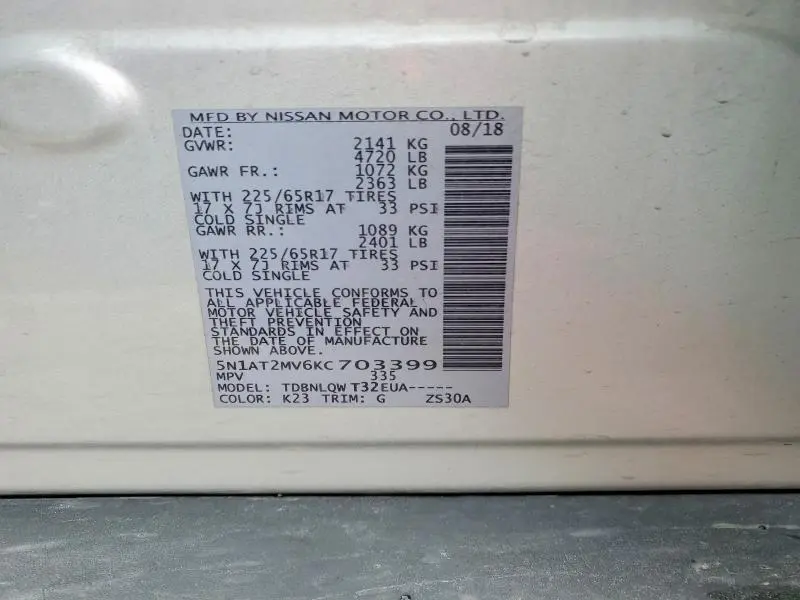 MFD BY NISSAN MOTOR CO., LTD.
DATE: 08/18
GVWR: 2141 KG
4720 LB
GAWR FR.: 1072 KG
2363 LB
WITH 225/65R17 TIRES
17 X 7J RIMS AT 33 PSI
COLD SINGLE
GAWR RR.: 1089 KG
2401 LB
WITH 225/65R17 TIRES
17 X 7J RIMS AT 33 PSI
COLD SINGLE
THIS VEHICLE CONFORMS TO
ALL APPLICABLE FEDERAL
MOTOR VEHICLE SAFETY AND
THEFT PREVENTION
STANDARDS IN EFFECT ON
THE DATE OF MANUFACTURE
SHOWN ABOVE.
5N1AT2MV6KC703399
MPV 335
MODEL: TDBNLQW T32EUA-----
COLOR: K23 TRIM: G ZS30A